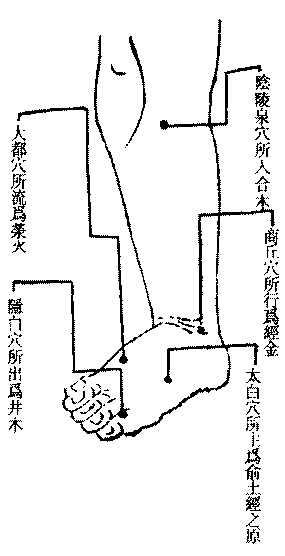 陰陵泉穴所入合水
商丘穴所行爲經金
太白穴所主爲俞土經之原
大都穴所流爲滎火
隱白穴所出爲井木